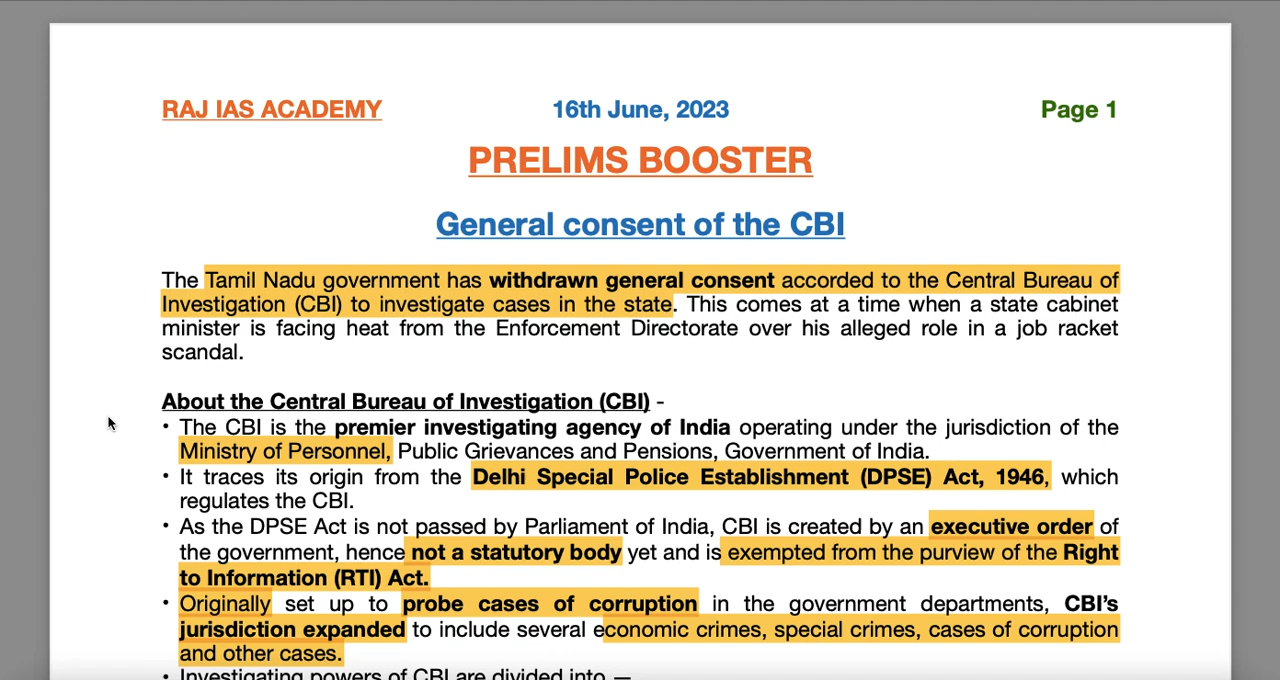 RAJ IAS ACADEMY 16th June, 2023 Page 1
PRELIMS BOOSTER
General consent of the CBI
The Tamil Nadu government has withdrawn general consent accorded to the Central Bureau of
Investigation (CBI) to investigate cases in the state. This comes at a time when a state cabinet
minister is facing heat from the Enforcement Directorate over his alleged role in a job racket
scandal.
About the Central Bureau of Investigation (CBI) -
• The CBI is the premier investigating agency of India operating under the jurisdiction of the
Ministry of Personnel, Public Grievances and Pensions, Government of India.
• It traces its origin from the Delhi Special Police Establishment (DPSE) Act, 1946, which
regulates the CBI.
• As the DPSE Act is not passed by Parliament of India, CBI is created by an executive order of
the government, hence not a statutory body yet and is exempted from the purview of the Right
to Information (RTI) Act.
• Originally set up to probe cases of corruption in the government departments, CBI’s
jurisdiction expanded to include several economic crimes, special crimes, cases of corruption
and other cases.
• Investigating powers of CBI are divided into —